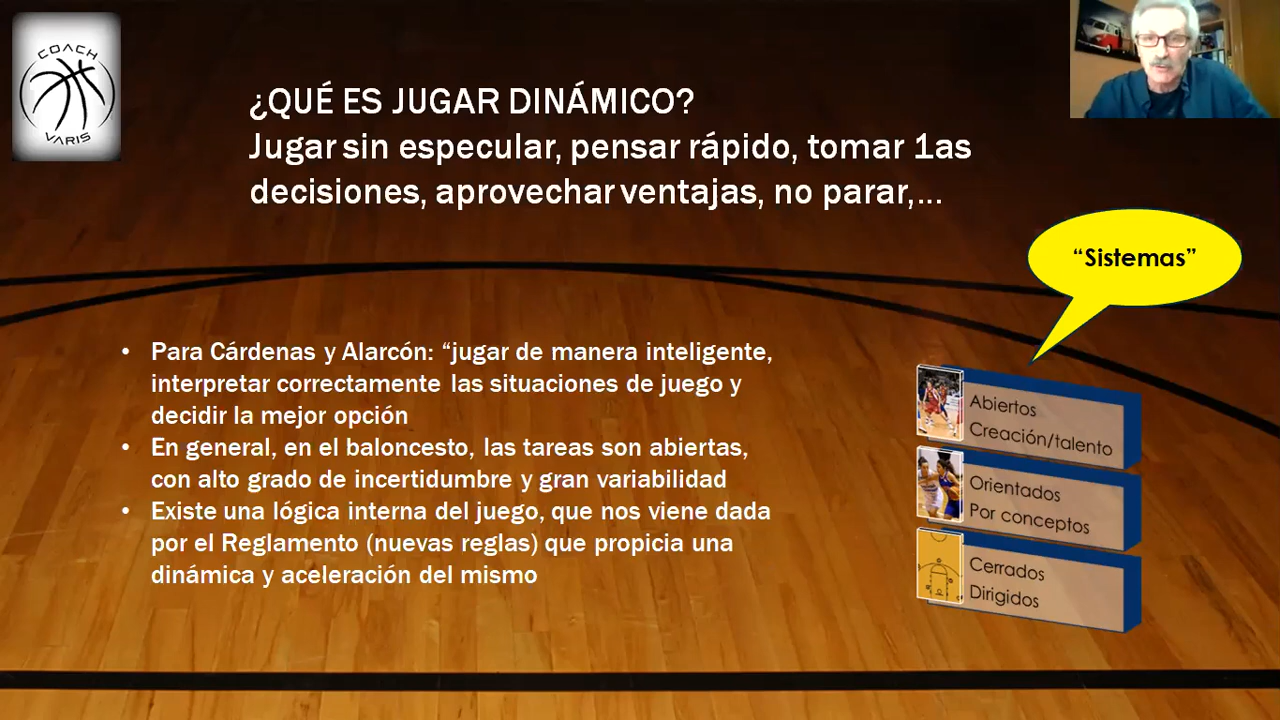 COACH
VARIS
¿QUÉ ES JUGAR DINÁMICO?
Jugar sin especular, pensar rápido, tomar 1as
decisiones, aprovechar ventajas, no parar,...
“Sistemas”
• Para Cárdenas y Alarcón: “jugar de manera inteligente,
interpretar correctamente las situaciones de juego y
decidir la mejor opción
• En general, en el baloncesto, las tareas son abiertas,
con alto grado de incertidumbre y gran variabilidad
• Existe una lógica interna del juego, que nos viene dada
por el Reglamento (nuevas reglas) que propicia una
dinámica y aceleración del mismo
Abiertos
Creación/talento
Orientados
Por conceptos
Cerrados
Dirigidos